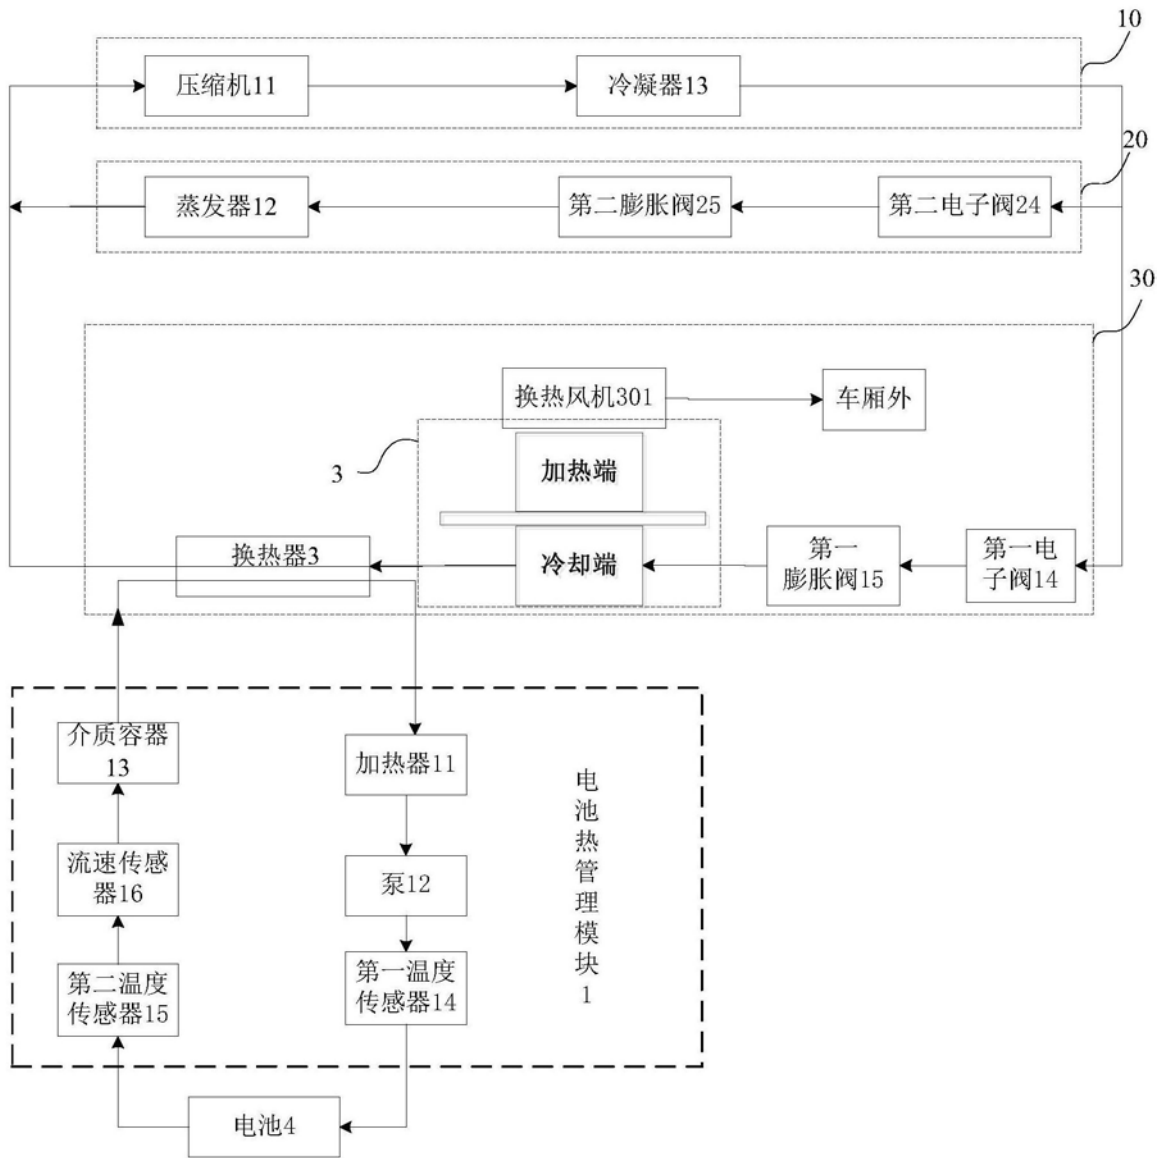 10
压缩机11
冷凝器13
20
蒸发器12
第二膨胀阀25
第二电子阀24
30
换热风机301
车厢外
3
加热端
换热器3
冷却端
第一
膨胀阀15
第一电
子阀14
介质容器
13
加热器11
流速传感
器16
泵12
第二温度
传感器15
第一温度
传感器14
电
池
热
管
理
模
块
1
电池4